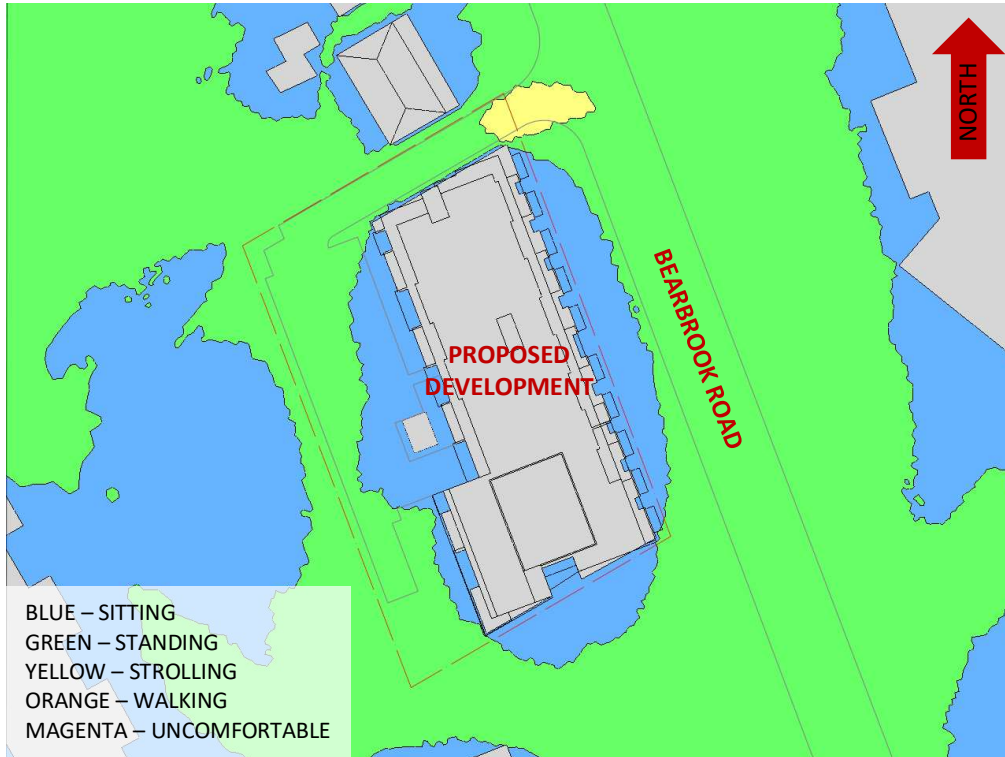 NORTH
BEARBROOK ROAD
PROPOSED
DEVELOPMENT
BLUE – SITTING
GREEN – STANDING
YELLOW – STROLLING
ORANGE – WALKING
MAGENTA – UNCOMFORTABLE